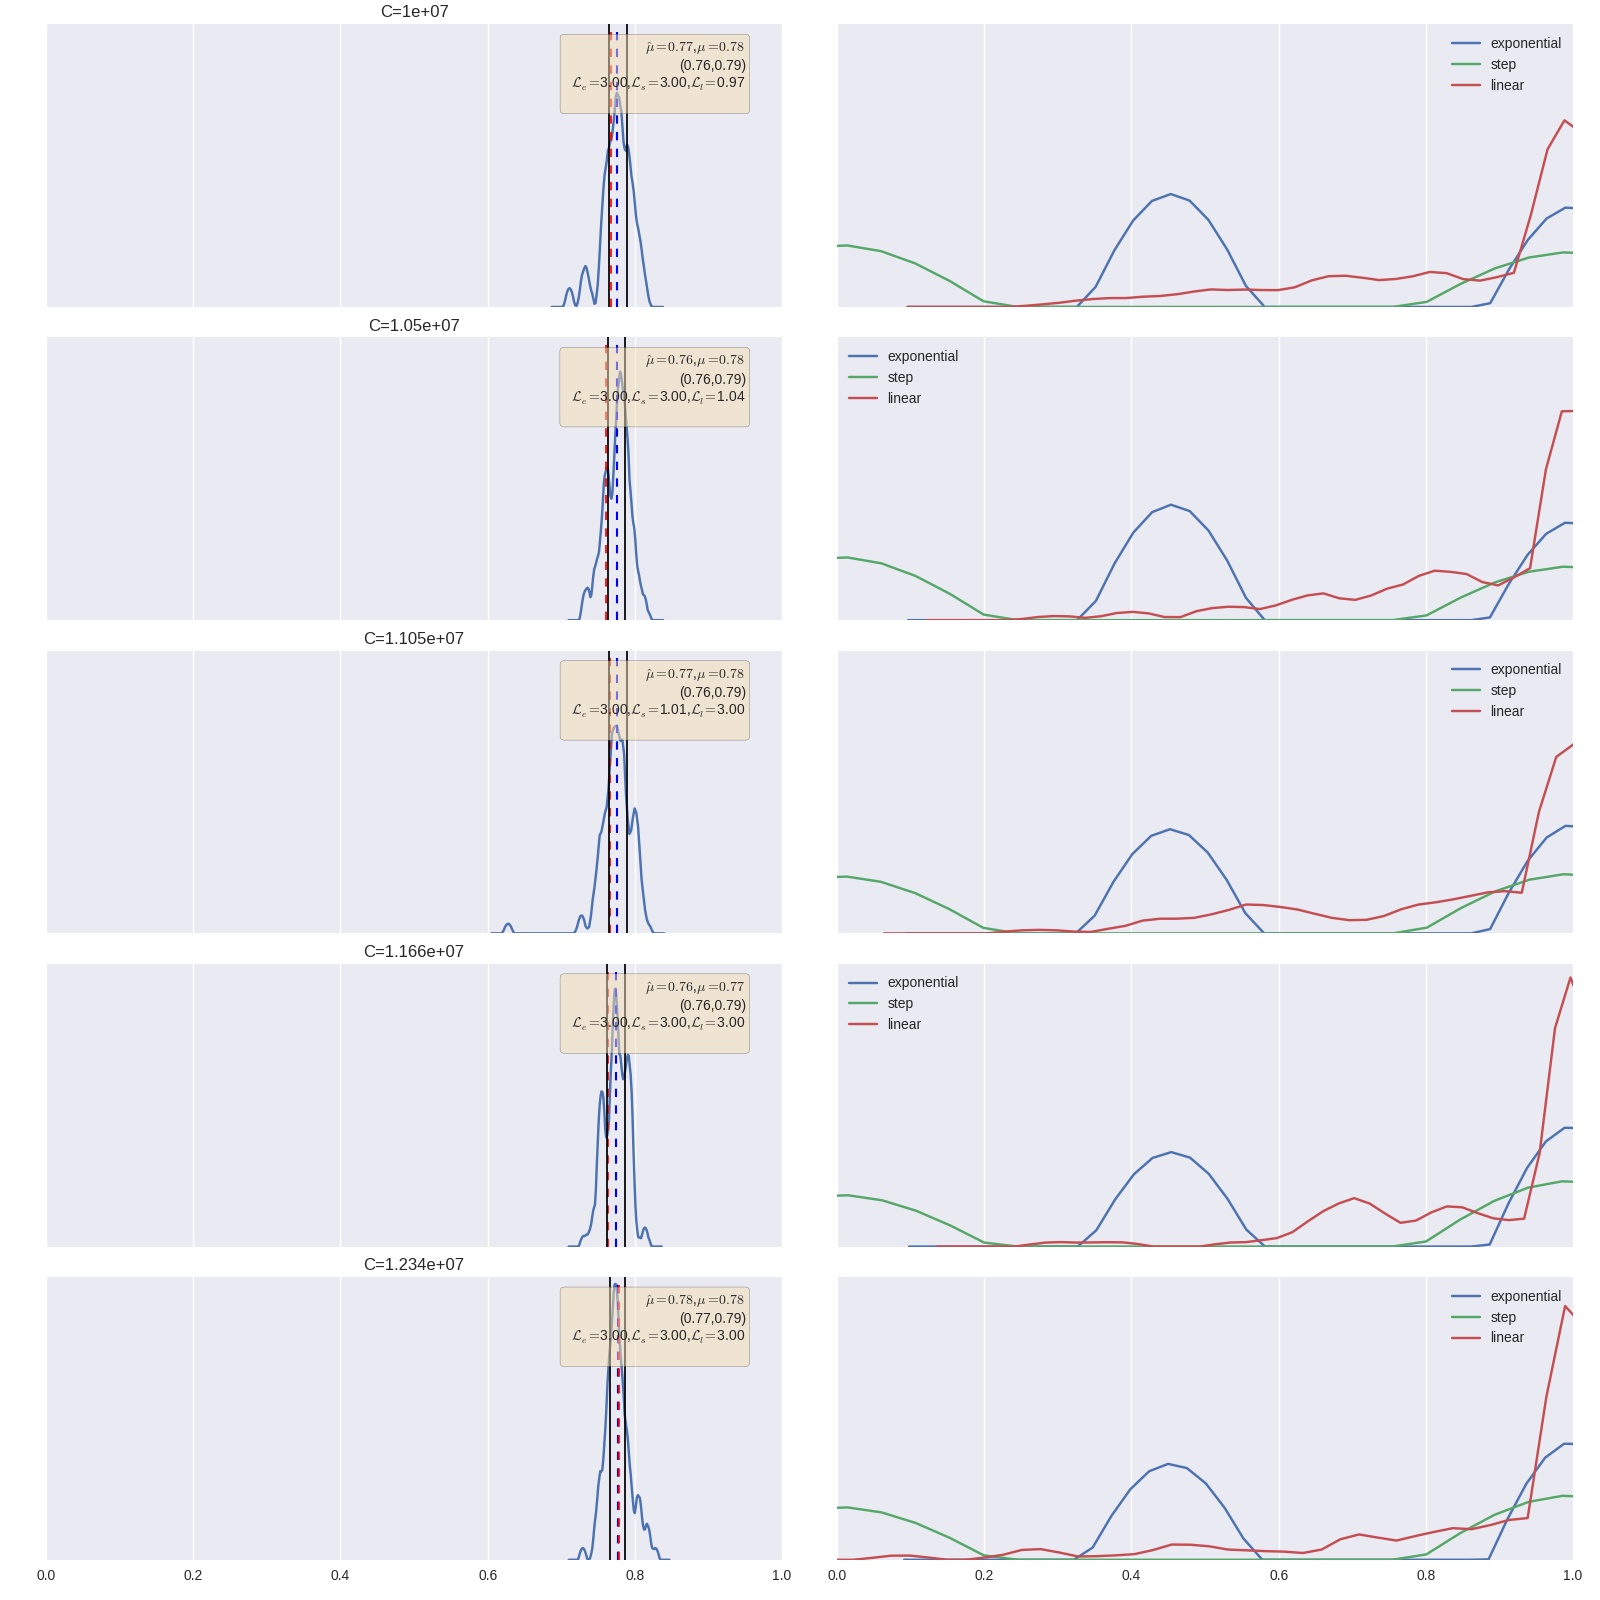 C=1e+07
μ̂=0.77,μ=0.78
(0.76,0.79)
ℒₑ=3.00,ℒₛ=3.00,ℒₗ=0.97
exponential
step
linear
C=1.05e+07
μ̂=0.76,μ=0.78
(0.76,0.79)
ℒₑ=3.00,ℒₛ=3.00,ℒₗ=1.04
exponential
step
linear
C=1.105e+07
μ̂=0.77,μ=0.78
(0.76,0.79)
ℒₑ=3.00,ℒₛ=1.01,ℒₗ=3.00
exponential
step
linear
C=1.166e+07
μ̂=0.76,μ=0.77
(0.76,0.79)
ℒₑ=3.00,ℒₛ=3.00,ℒₗ=3.00
exponential
step
linear
C=1.234e+07
μ̂=0.78,μ=0.78
(0.77,0.79)
ℒₑ=3.00,ℒₛ=3.00,ℒₗ=3.00
exponential
step
linear
0.0 0.2 0.4 0.6 0.8 1.0
0.0 0.2 0.4 0.6 0.8 1.0